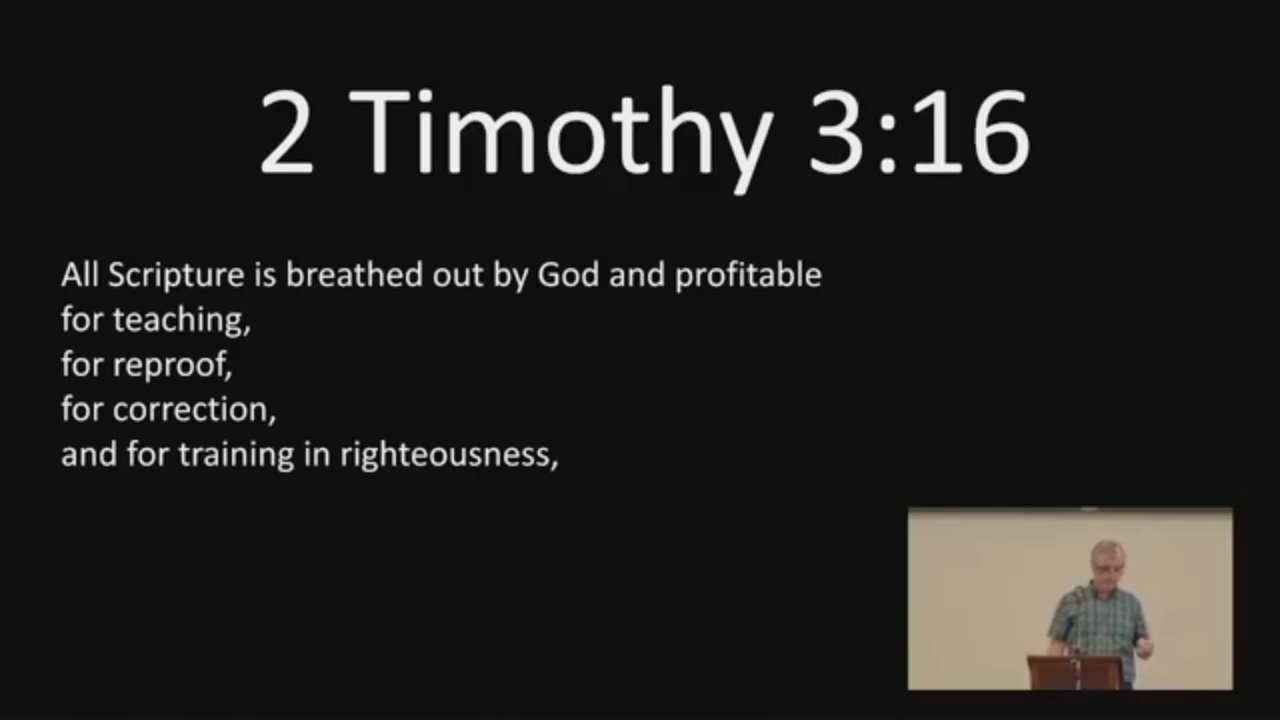 2 Timothy 3:16
All Scripture is breathed out by God and profitable
for teaching,
for reproof,
for correction,
and for training in righteousness,